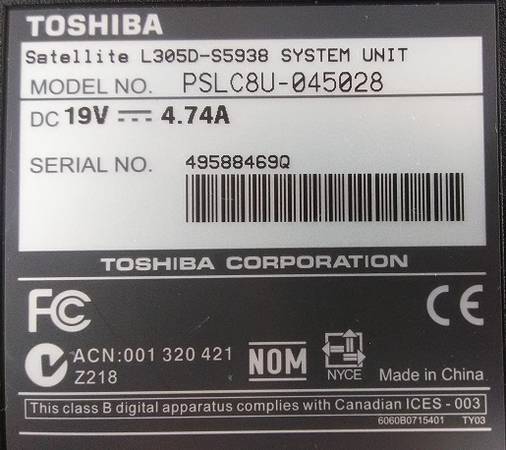 TOSHIBA
Satellite L305D-S5938 SYSTEM UNIT
MODEL NO. PSLC8U-045028
DC 19V ⎓ 4.74A
SERIAL NO. 49588469Q
TOSHIBA CORPORATION
FC CE
ACN:001 320 421
Z218
NOM
NYCE
Made in China
This class B digital apparatus complies with Canadian ICES - 003
6060B0715401 TY03